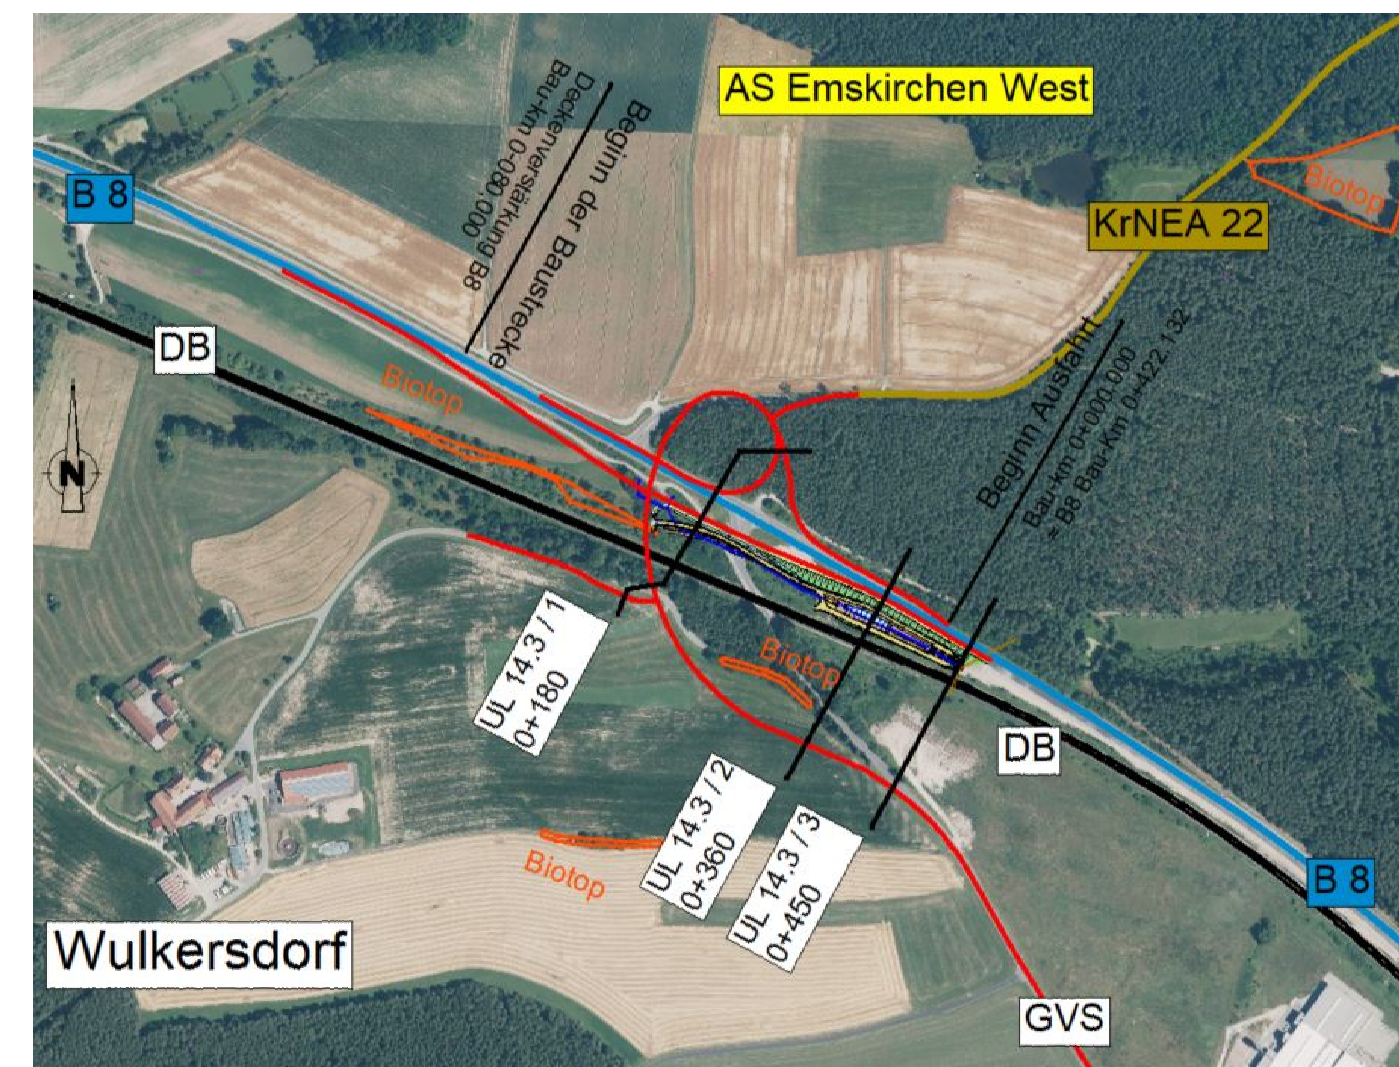 AS Emskirchen West
Beginn der Baustrecke
Deckenverstärkung B8
Bau-km 0-080,000
B 8
Biotop
KrNEA 22
DB
Biotop
Beginn Ausfahrt
Bau-km 0+000.000
= B8 Bau-Km 0+422.132
N
UL 14.3 / 1
0+180
Biotop
DB
UL 14.3 / 2
0+360
UL 14.3 / 3
0+450
Biotop
B 8
Wulkersdorf
GVS